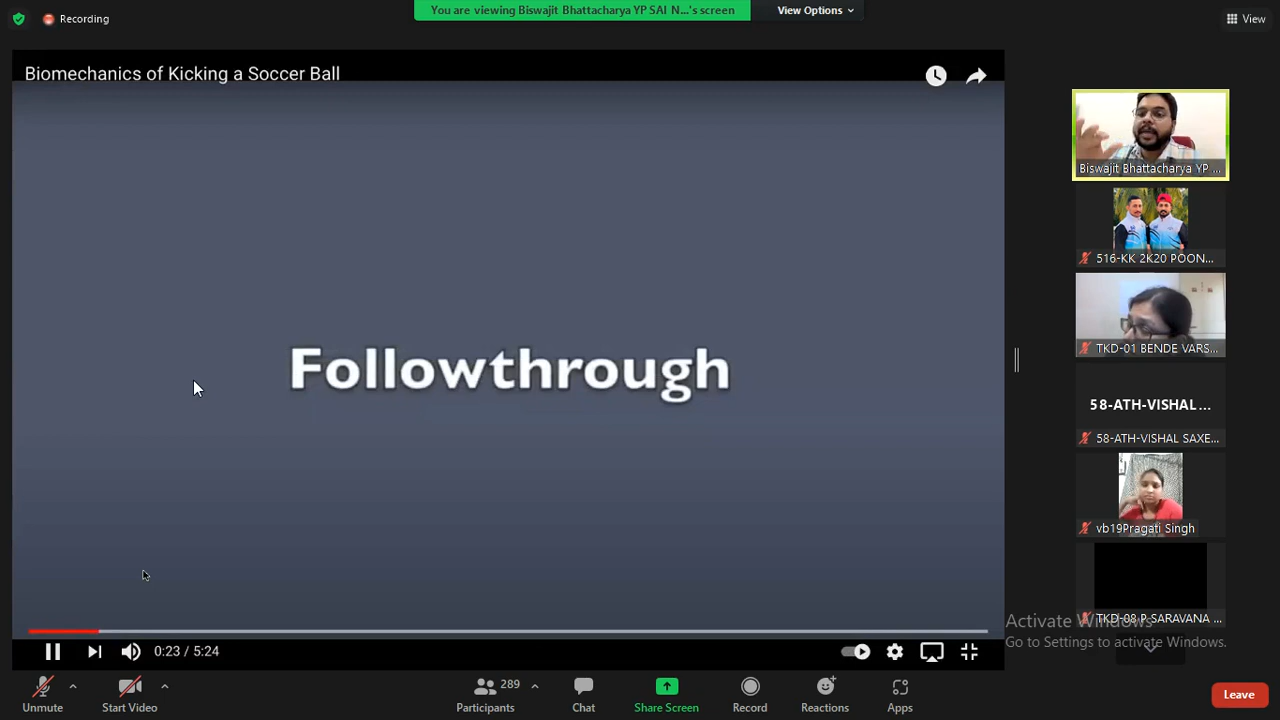 You are viewing Biswajit Bhattacharya YP SAI N...'s screen
View Options
Recording
View
Biomechanics of Kicking a Soccer Ball
Followthrough
0:23 / 5:24
Biswajit Bhattacharya YP ...
516-KK 2K20 POON...
TKD-01 BENDE VARS...
58-ATH-VISHAL ...
58-ATH-VISHAL SAXE...
vb19Pragati Singh
TKD-08 P SARAVANA ...
Activate Windows
Go to Settings to activate Windows.
Unmute
Start Video
289
Participants
Chat
Share Screen
Record
Reactions
Apps
Leave